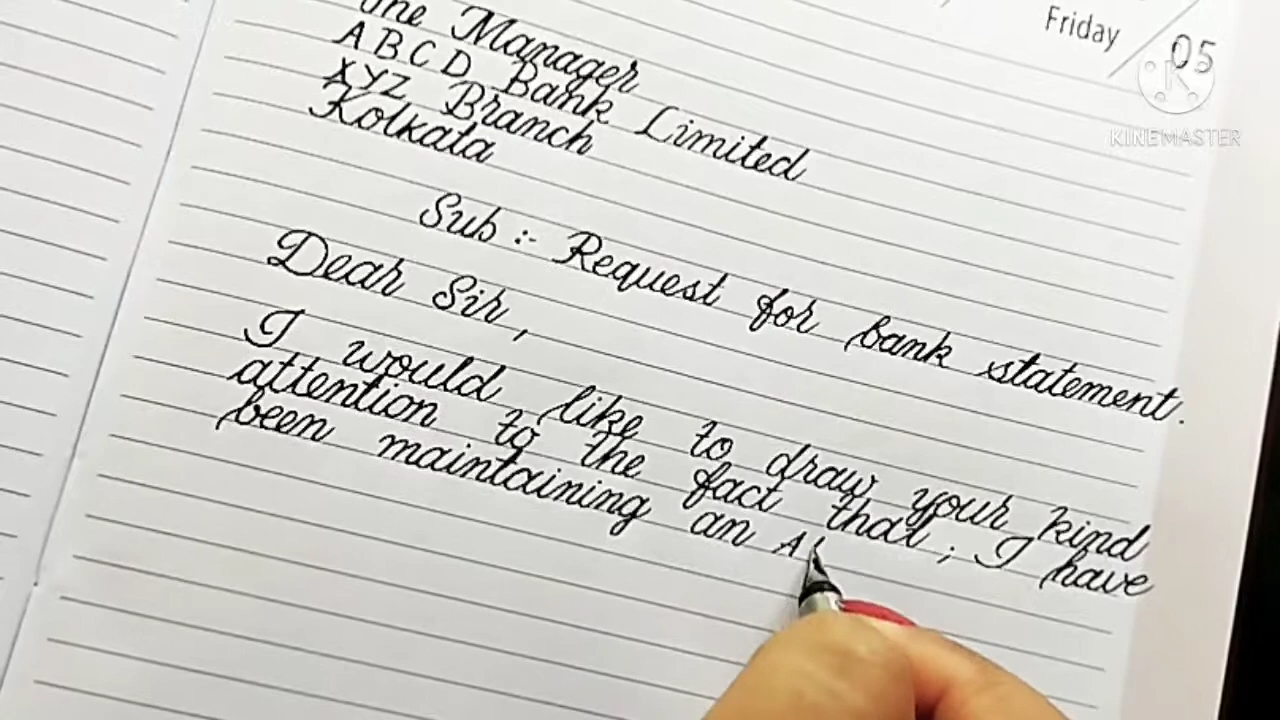 Friday 05
KINEMASTER
The Manager
ABCD Bank Limited
XYZ Branch
Kolkata
Sub :- Request for bank statement.
Dear Sir,
I would like to draw your kind
attention to the fact that ; I have
been maintaining an A